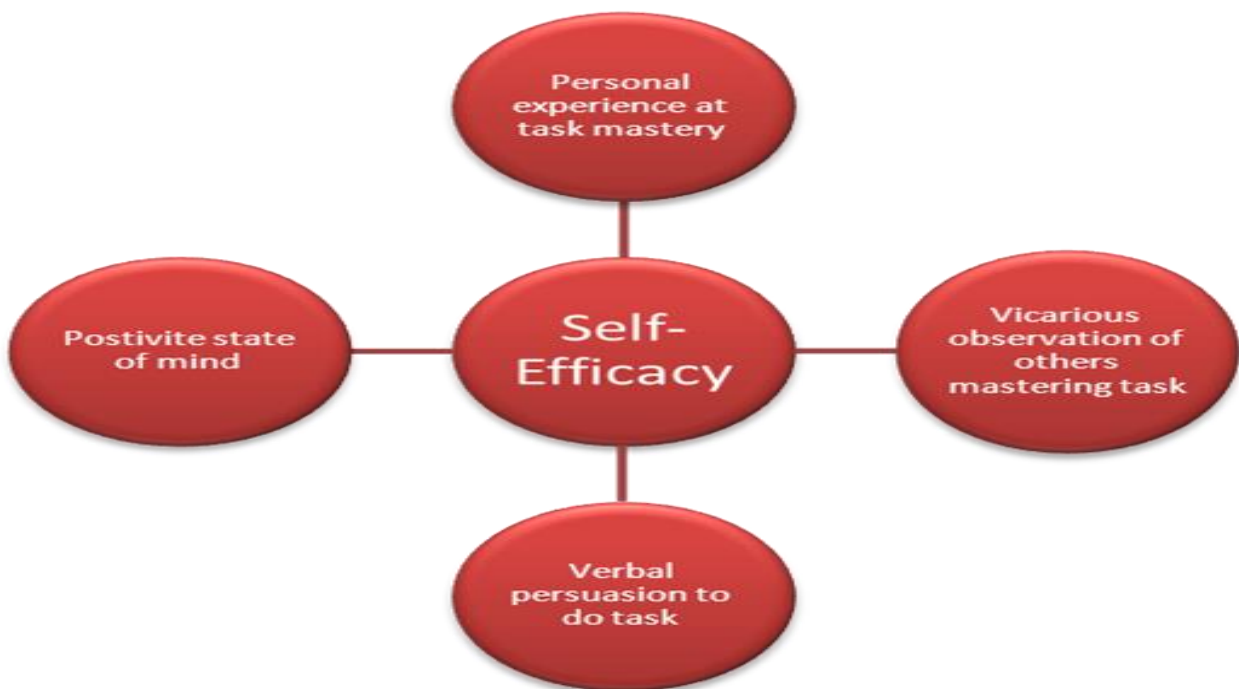 Personal
experience at
task mastery
Postivite state
of mind
Self-
Efficacy
Vicarious
observation of
others
mastering task
Verbal
persuasion to
do task